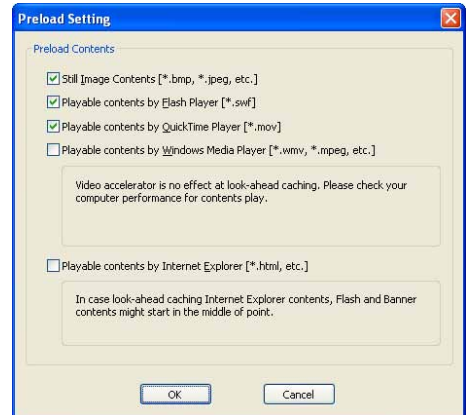 Preload Setting
Preload Contents
Still Image Contents [*.bmp, *.jpeg, etc.]
Playable contents by Flash Player [*.swf]
Playable contents by QuickTime Player [*.mov]
Playable contents by Windows Media Player [*.wmv, *.mpeg, etc.]
Video accelerator is no effect at look-ahead caching. Please check your
computer performance for contents play.
Playable contents by Internet Explorer [*.html, etc.]
In case look-ahead caching Internet Explorer contents, Flash and Banner
contents might start in the middle of point.
OK Cancel